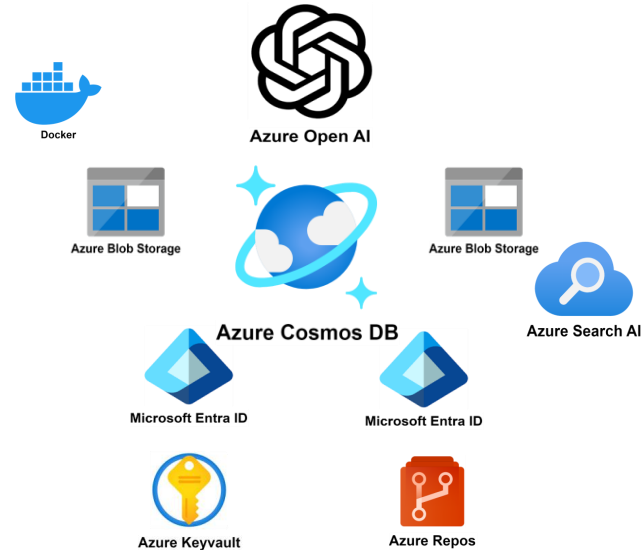 Docker
Azure Open AI
Azure Blob Storage
Azure Blob Storage
Azure Cosmos DB
Azure Search AI
Microsoft Entra ID
Microsoft Entra ID
Azure Keyvault
Azure Repos